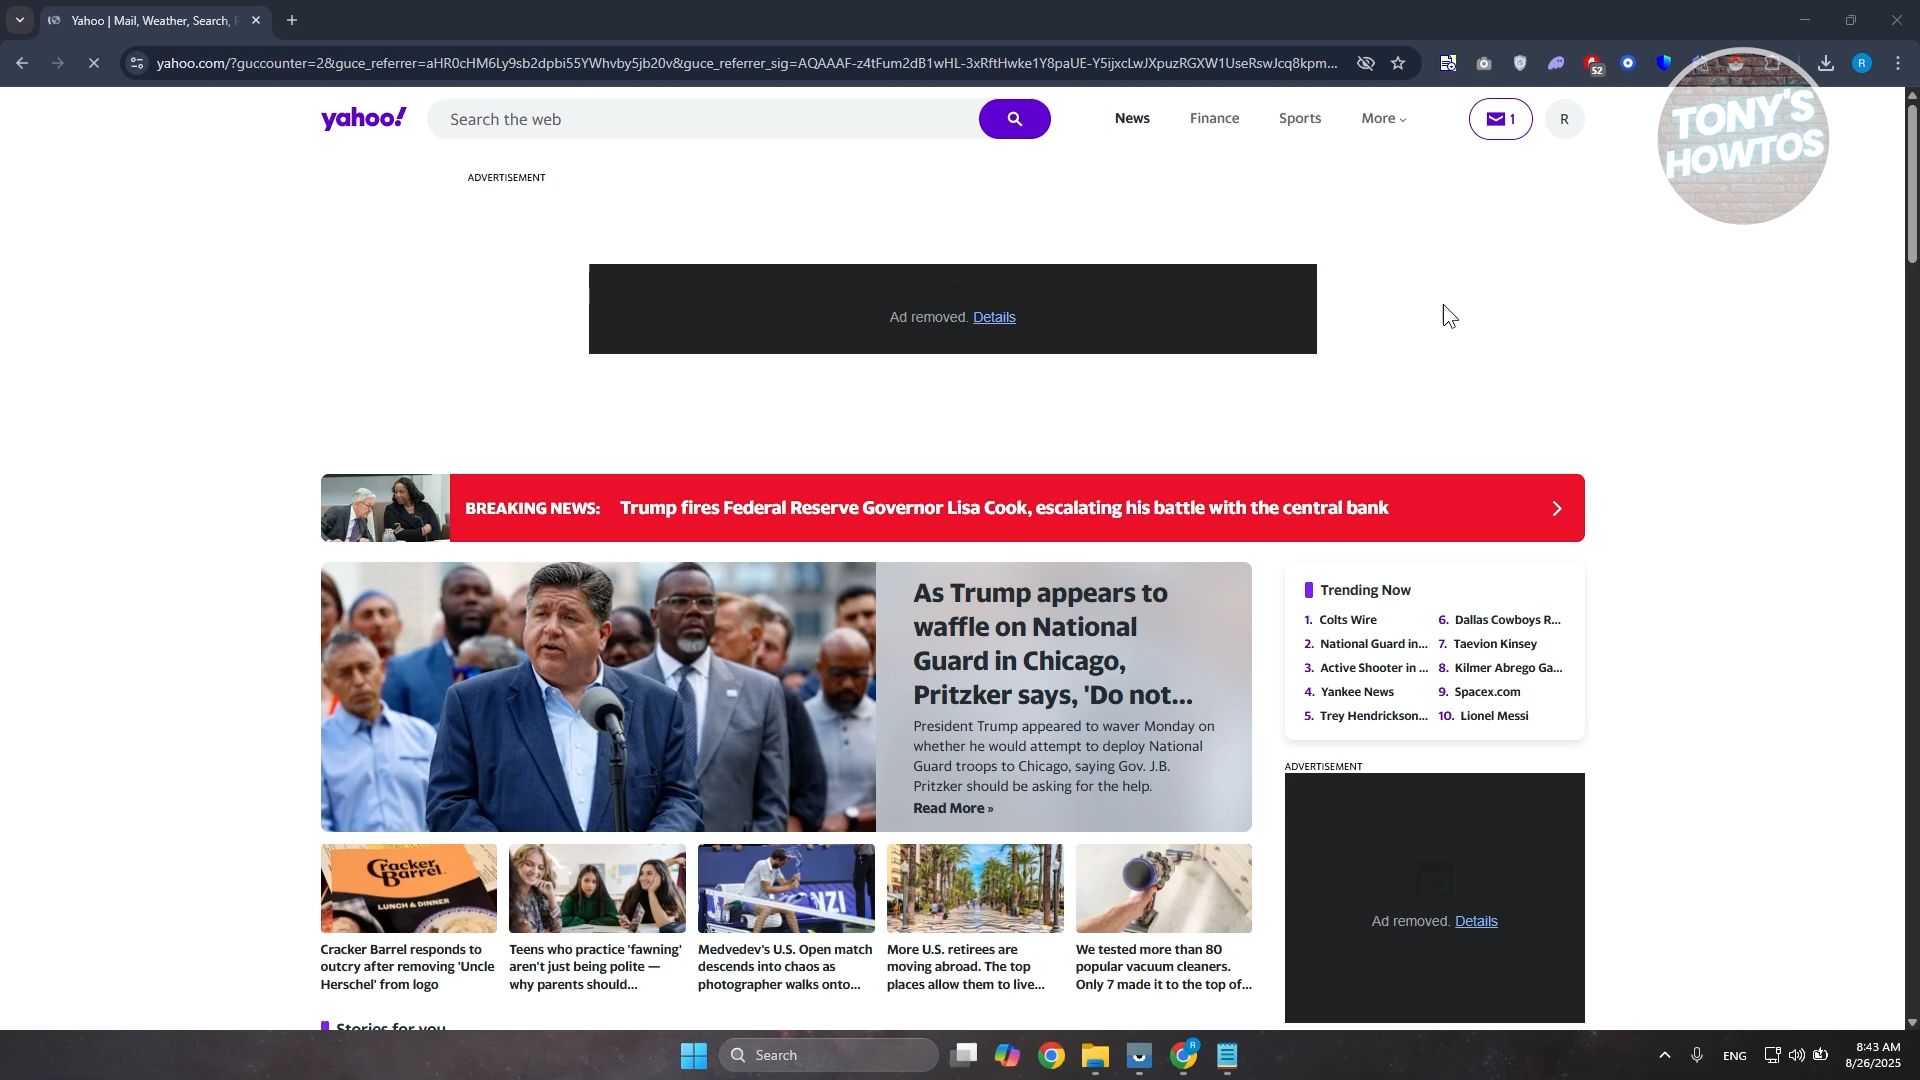 Yahoo | Mail, Weather, Search,
yahoo.com/?guccounter=2&guce_referrer=aHR0cHM6Ly9sb2dpbi55YWhvby5jb20v&guce_referrer_sig=AQAAAF-z4tFum2dB1wHL-3xRftHwke1Y8paUE-Y5ijxcLwJXpuzRGXW1UseRswJcq8kpm...
52
R
yahoo!
Search the web
News
Finance
Sports
More
1
R
TONY'S
HOWTOS
ADVERTISEMENT
Ad removed. Details
BREAKING NEWS: Trump fires Federal Reserve Governor Lisa Cook, escalating his battle with the central bank
As Trump appears to
waffle on National
Guard in Chicago,
Pritzker says, 'Do not...
President Trump appeared to waver Monday on
whether he would attempt to deploy National
Guard troops to Chicago, saying Gov. J.B.
Pritzker should be asking for the help.
Read More »
Trending Now
1. Colts Wire
2. National Guard in...
3. Active Shooter in ...
4. Yankee News
5. Trey Hendrickson...
6. Dallas Cowboys R...
7. Taevion Kinsey
8. Kilmer Abrego Ga...
9. Spacex.com
10. Lionel Messi
ADVERTISEMENT
Ad removed. Details
Cracker
Barrel
LUNCH & DINNER
NZI
Cracker Barrel responds to
outcry after removing 'Uncle
Herschel' from logo
Teens who practice 'fawning'
aren't just being polite —
why parents should...
Medvedev's U.S. Open match
descends into chaos as
photographer walks onto...
More U.S. retirees are
moving abroad. The top
places allow them to live...
We tested more than 80
popular vacuum cleaners.
Only 7 made it to the top of...
Stories for you
Search
R
ENG
8:43 AM
8/26/2025